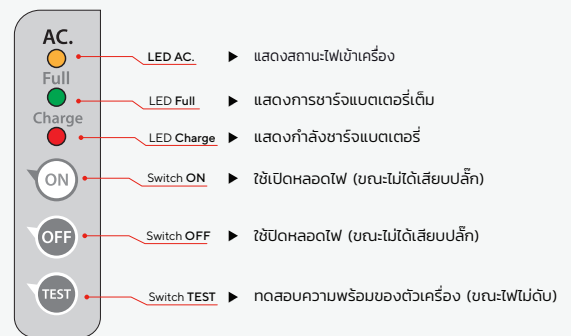 AC.
LED AC. ▶ แสดงสถานะไฟเข้าเครื่อง
Full
LED Full ▶ แสดงการชาร์จแบตเตอรี่เต็ม
Charge
LED Charge ▶ แสดงกำลังชาร์จแบตเตอรี่
ON
Switch ON ▶ ใช้เปิดหลอดไฟ (ขณะไม่ได้เสียบปลั๊ก)
OFF
Switch OFF ▶ ใช้ปิดหลอดไฟ (ขณะไม่ได้เสียบปลั๊ก)
TEST
Switch TEST ▶ ทดสอบความพร้อมของตัวเครื่อง (ขณะไฟไม่ดับ)